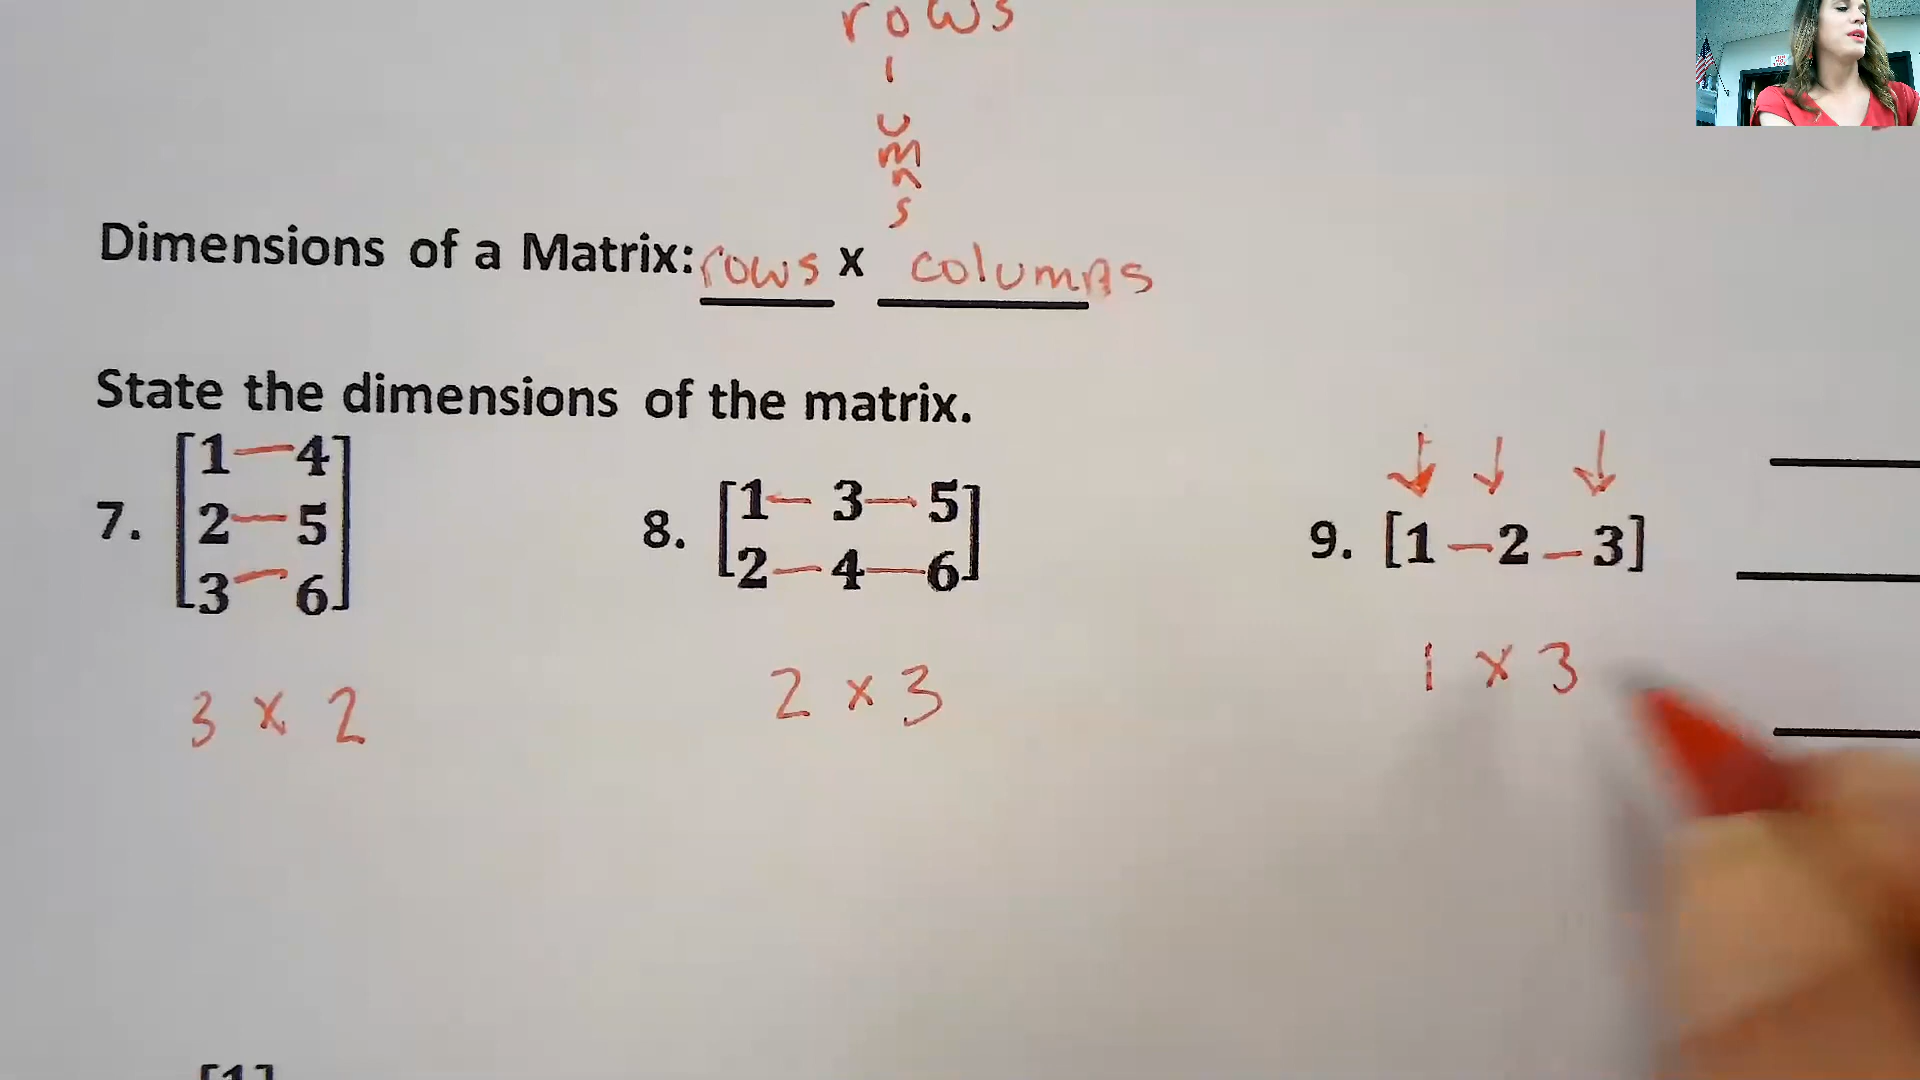 rows
l
u
m
n
s
Dimensions of a Matrix: rows x columns
State the dimensions of the matrix.
7. [1 — 4]
[2 — 5]
[3 — 6]
3 x 2
8. [1 — 3 — 5]
[2 — 4 — 6]
2 x 3
9. [1 — 2 — 3]
1 x 3
[1]